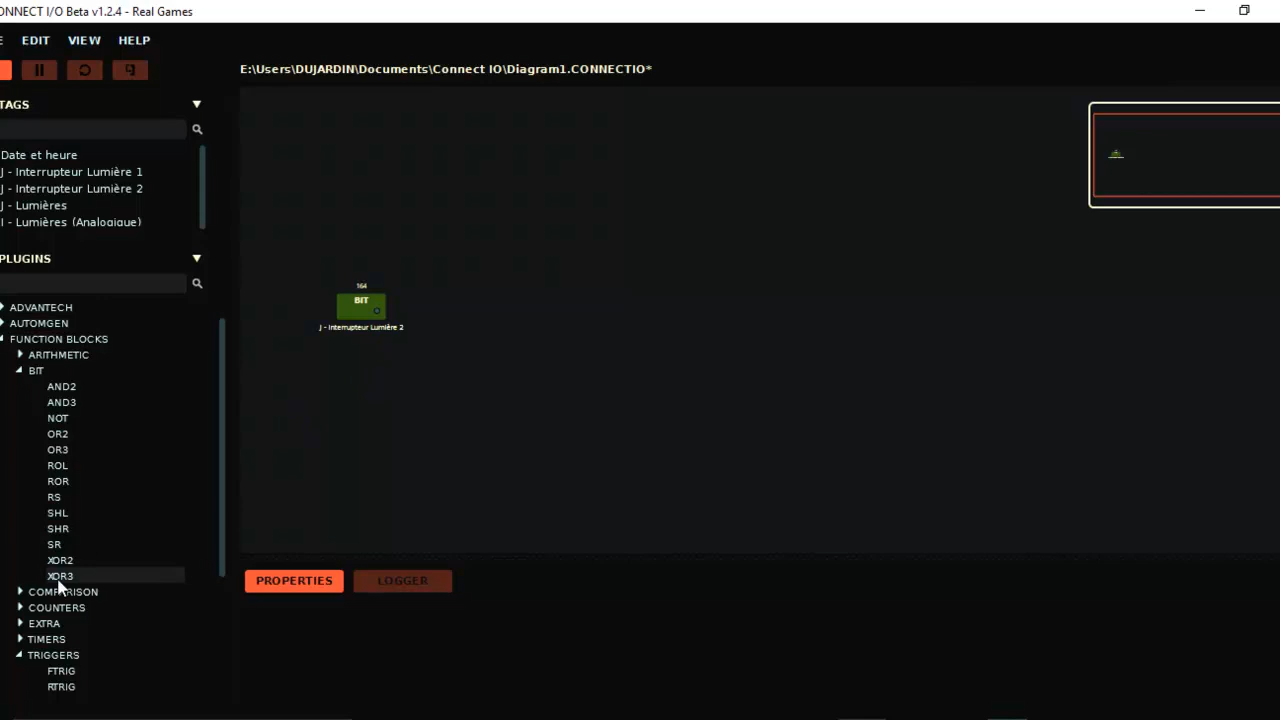 ONNECT I/O Beta v1.2.4 - Real Games
E EDIT VIEW HELP
E:\Users\DUJARDIN\Documents\Connect IO\Diagram1.CONNECTIO*
TAGS
Date et heure
J - Interrupteur Lumière 1
J - Interrupteur Lumière 2
J - Lumières
I - Lumières (Analogique)
PLUGINS
ADVANTECH
AUTOMGEN
FUNCTION BLOCKS
ARITHMETIC
BIT
AND2
AND3
NOT
OR2
OR3
ROL
ROR
RS
SHL
SHR
SR
XOR2
XOR3
COMPARISON
COUNTERS
EXTRA
TIMERS
TRIGGERS
FTRIG
RTRIG
164
BIT
J - Interrupteur Lumière 2
PROPERTIES LOGGER